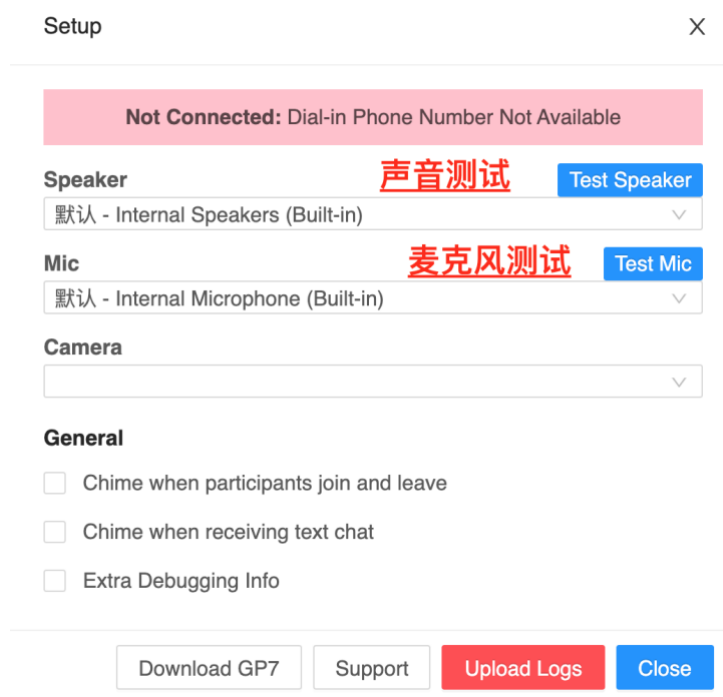 Setup
Not Connected: Dial-in Phone Number Not Available
Speaker 声音测试 Test Speaker
默认 - Internal Speakers (Built-in)
Mic 麦克风测试 Test Mic
默认 - Internal Microphone (Built-in)
Camera
General
Chime when participants join and leave
Chime when receiving text chat
Extra Debugging Info
Download GP7 Support Upload Logs Close